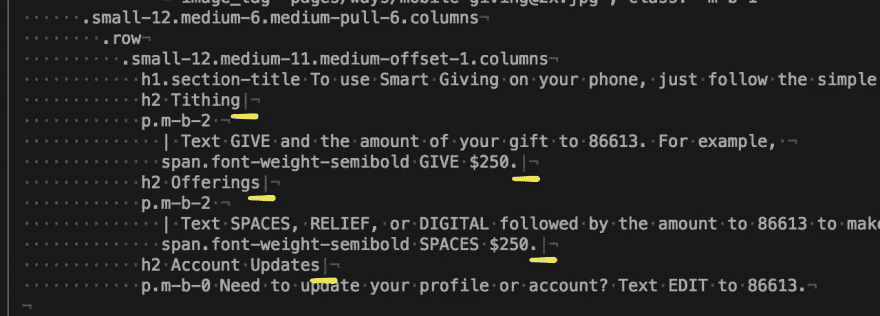 image_tag "pages/ways/mobile-giving@2x.jpg", class: "m-b-1"
.small-12.medium-6.medium-pull-6.columns¬
.row¬
.small-12.medium-11.medium-offset-1.columns¬
h1.section-title To use Smart Giving on your phone, just follow the simple
h2 Tithing|¬
p.m-b-2 ¬
| Text GIVE and the amount of your gift to 86613. For example, ¬
span.font-weight-semibold GIVE $250.|¬
h2 Offerings|¬
p.m-b-2¬
| Text SPACES, RELIEF, or DIGITAL followed by the amount to 86613 to make
span.font-weight-semibold SPACES $250.|¬
h2 Account Updates|¬
p.m-b-0 Need to update your profile or account? Text EDIT to 86613.¬
¬